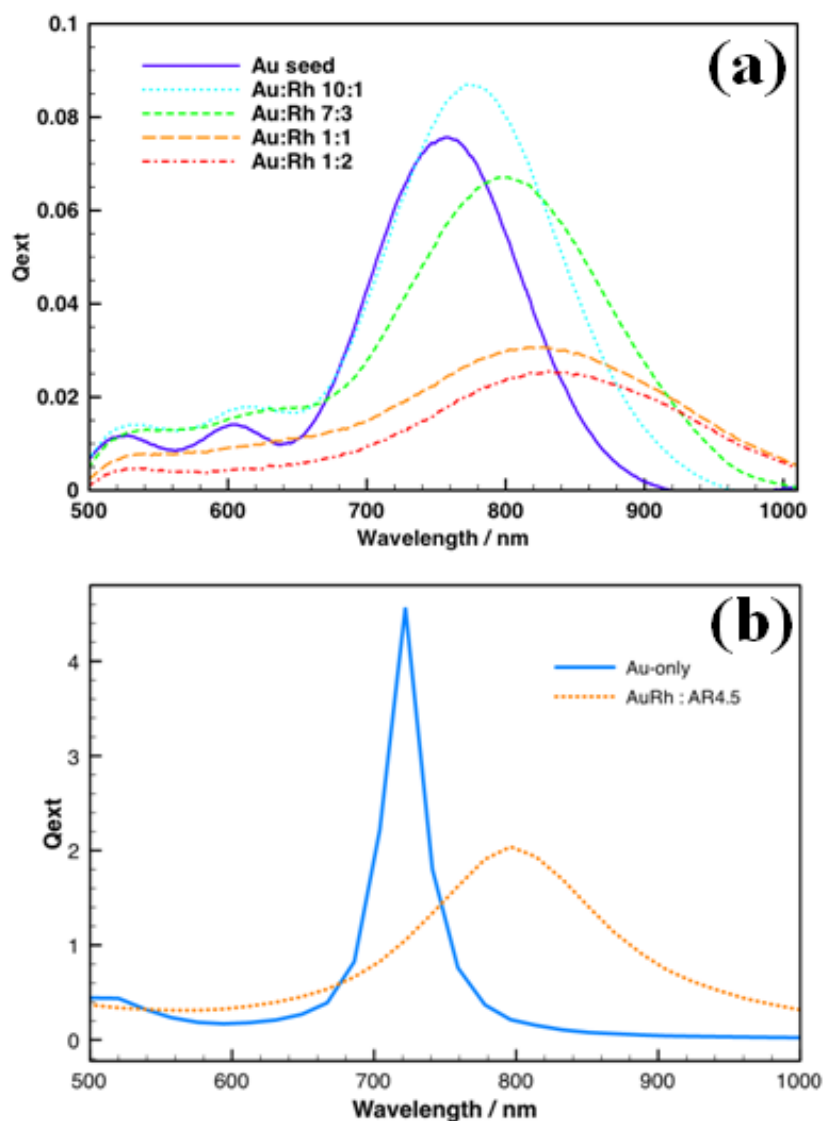 (a)
Au seed
Au:Rh 10:1
Au:Rh 7:3
Au:Rh 1:1
Au:Rh 1:2
0.1
0.08
0.06
0.04
0.02
0
Qext
500 600 700 800 900 1000
Wavelength / nm
(b)
Au-only
AuRh : AR4.5
4
3
2
1
0
Qext
500 600 700 800 900 1000
Wavelength / nm